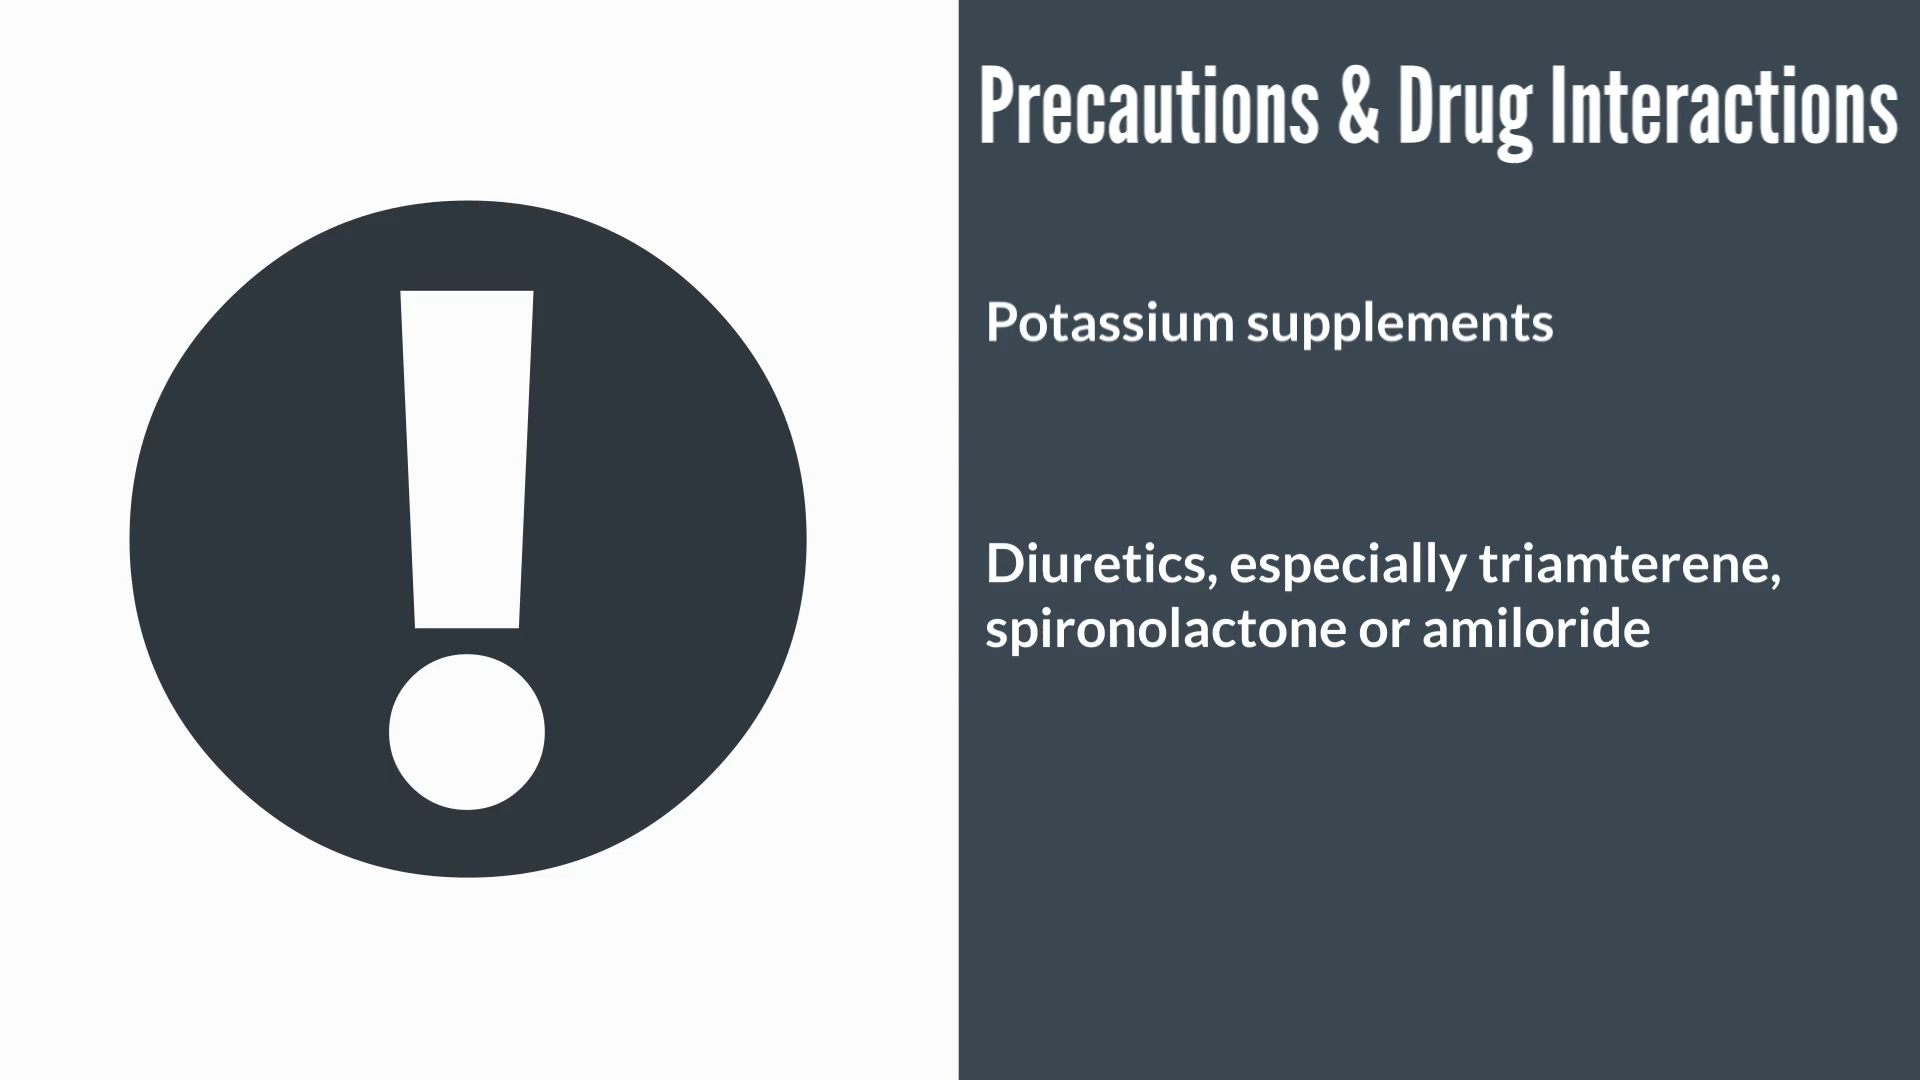 Precautions & Drug Interactions
Potassium supplements
Diuretics, especially triamterene,
spironolactone or amiloride